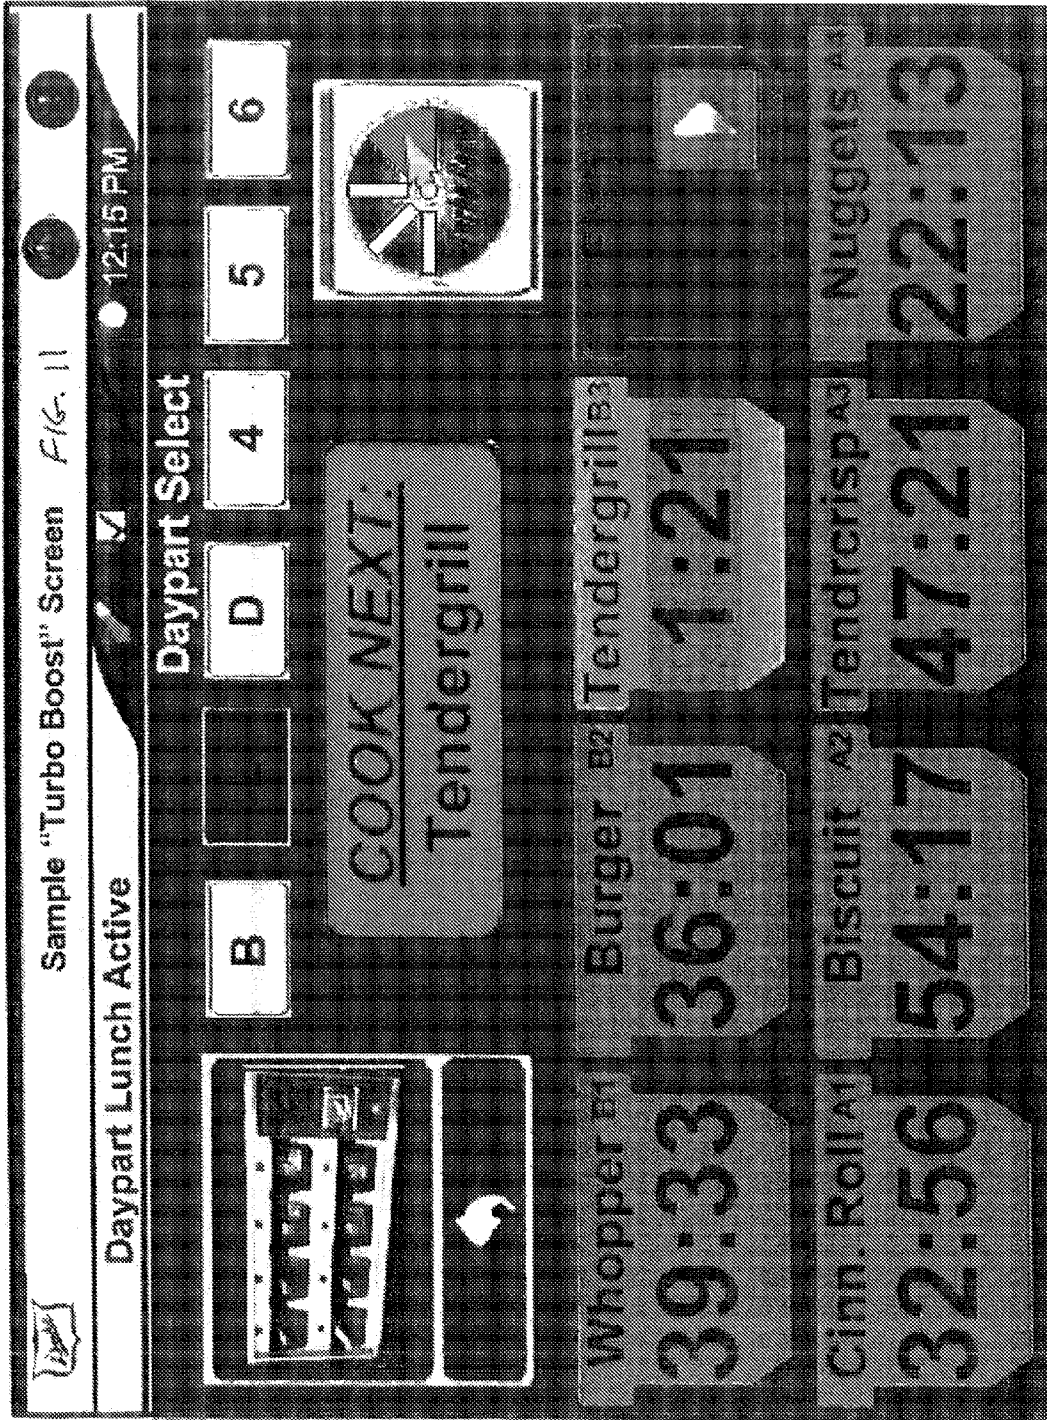 Sample "Turbo Boost" Screen FIG. 11
Daypart Lunch Active
12:15 PM
Daypart Select
B
L
D
4
5
6
COOK NEXT:
Tendergrill
Whopper B1
39:33
Burger B2
36:01
Tendergrill B3
1:21
Cinn. Roll A1
32:56
Biscuit A2
54:17
Tendrcrisp A3
47:21
Nuggets
22:13